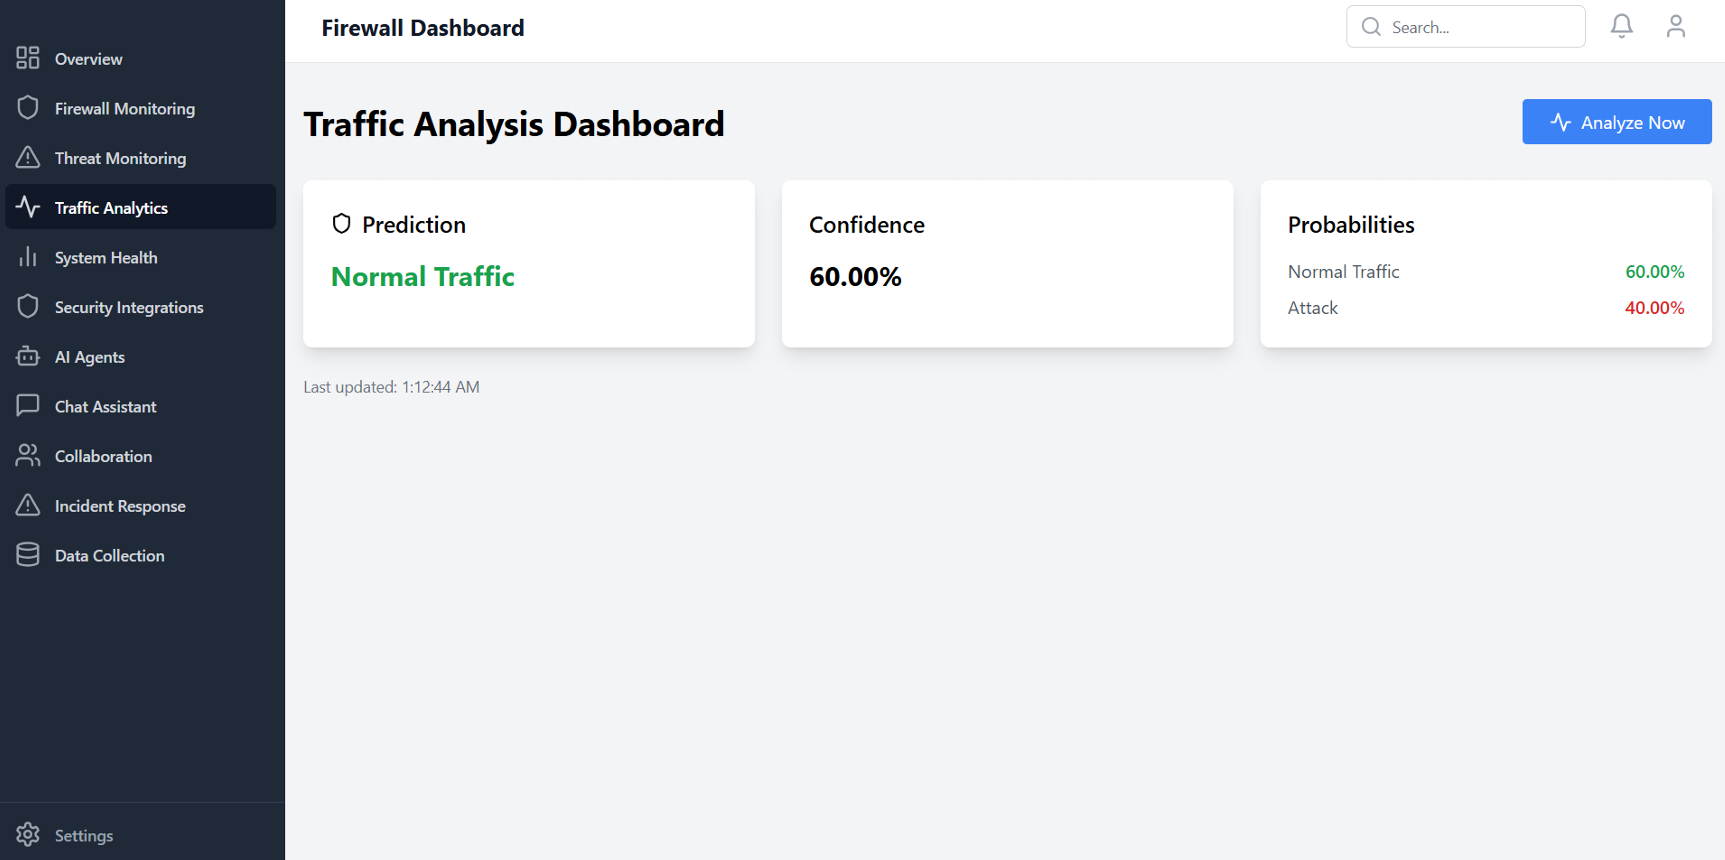 Overview
Firewall Monitoring
Threat Monitoring
Traffic Analytics
System Health
Security Integrations
AI Agents
Chat Assistant
Collaboration
Incident Response
Data Collection
Settings
Firewall Dashboard
Search...
Traffic Analysis Dashboard
Analyze Now
Prediction
Normal Traffic
Confidence
60.00%
Probabilities
Normal Traffic 60.00%
Attack 40.00%
Last updated: 1:12:44 AM